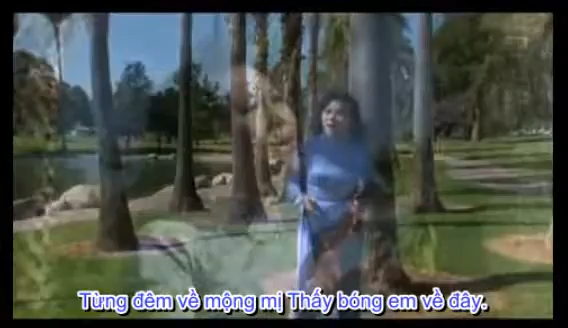 Từng đêm về mộng mị Thấy bóng em về đây.